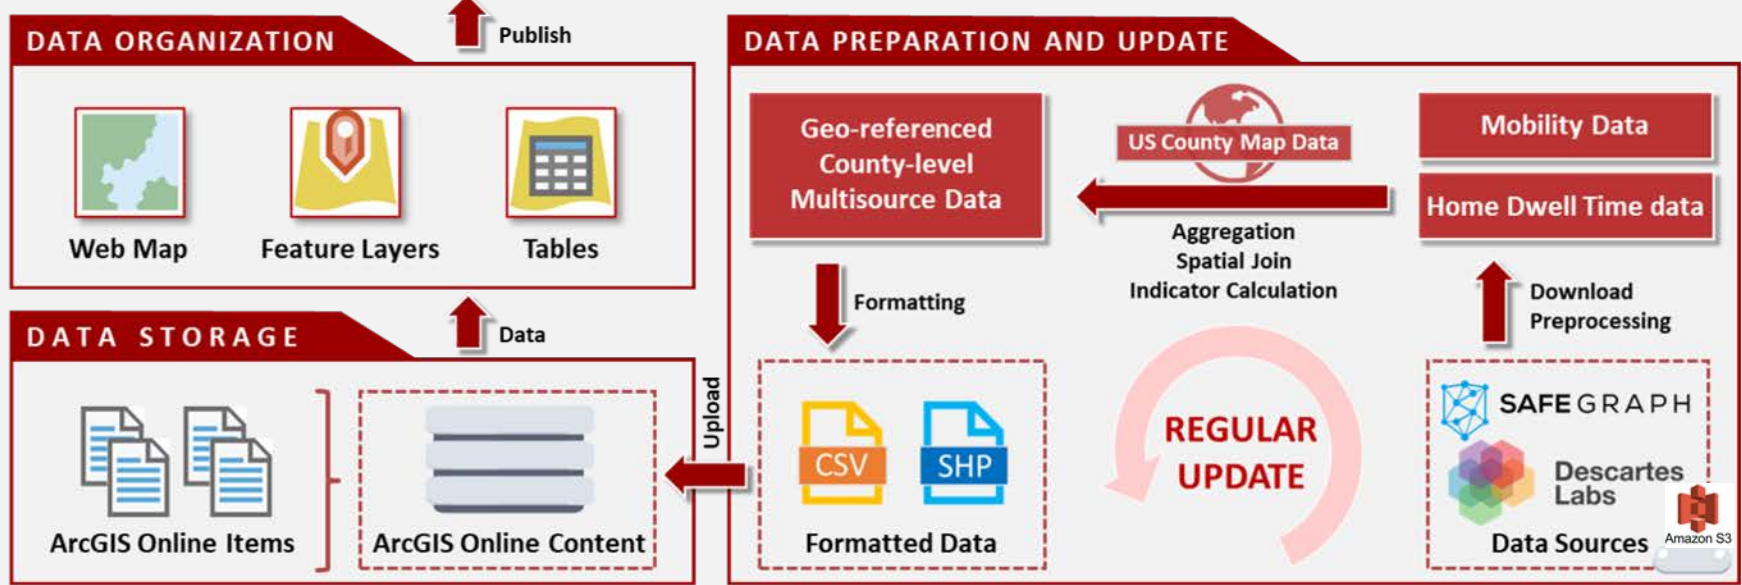 Publish
DATA ORGANIZATION
Web Map
Feature Layers
Tables
Data
DATA STORAGE
ArcGIS Online Items
ArcGIS Online Content
Upload
DATA PREPARATION AND UPDATE
Geo-referenced
County-level
Multisource Data
US County Map Data
Aggregation
Spatial Join
Indicator Calculation
Mobility Data
Home Dwell Time data
Download
Preprocessing
Formatting
CSV
SHP
Formatted Data
REGULAR
UPDATE
SAFEGRAPH
Descartes
Labs
Data Sources
Amazon S3